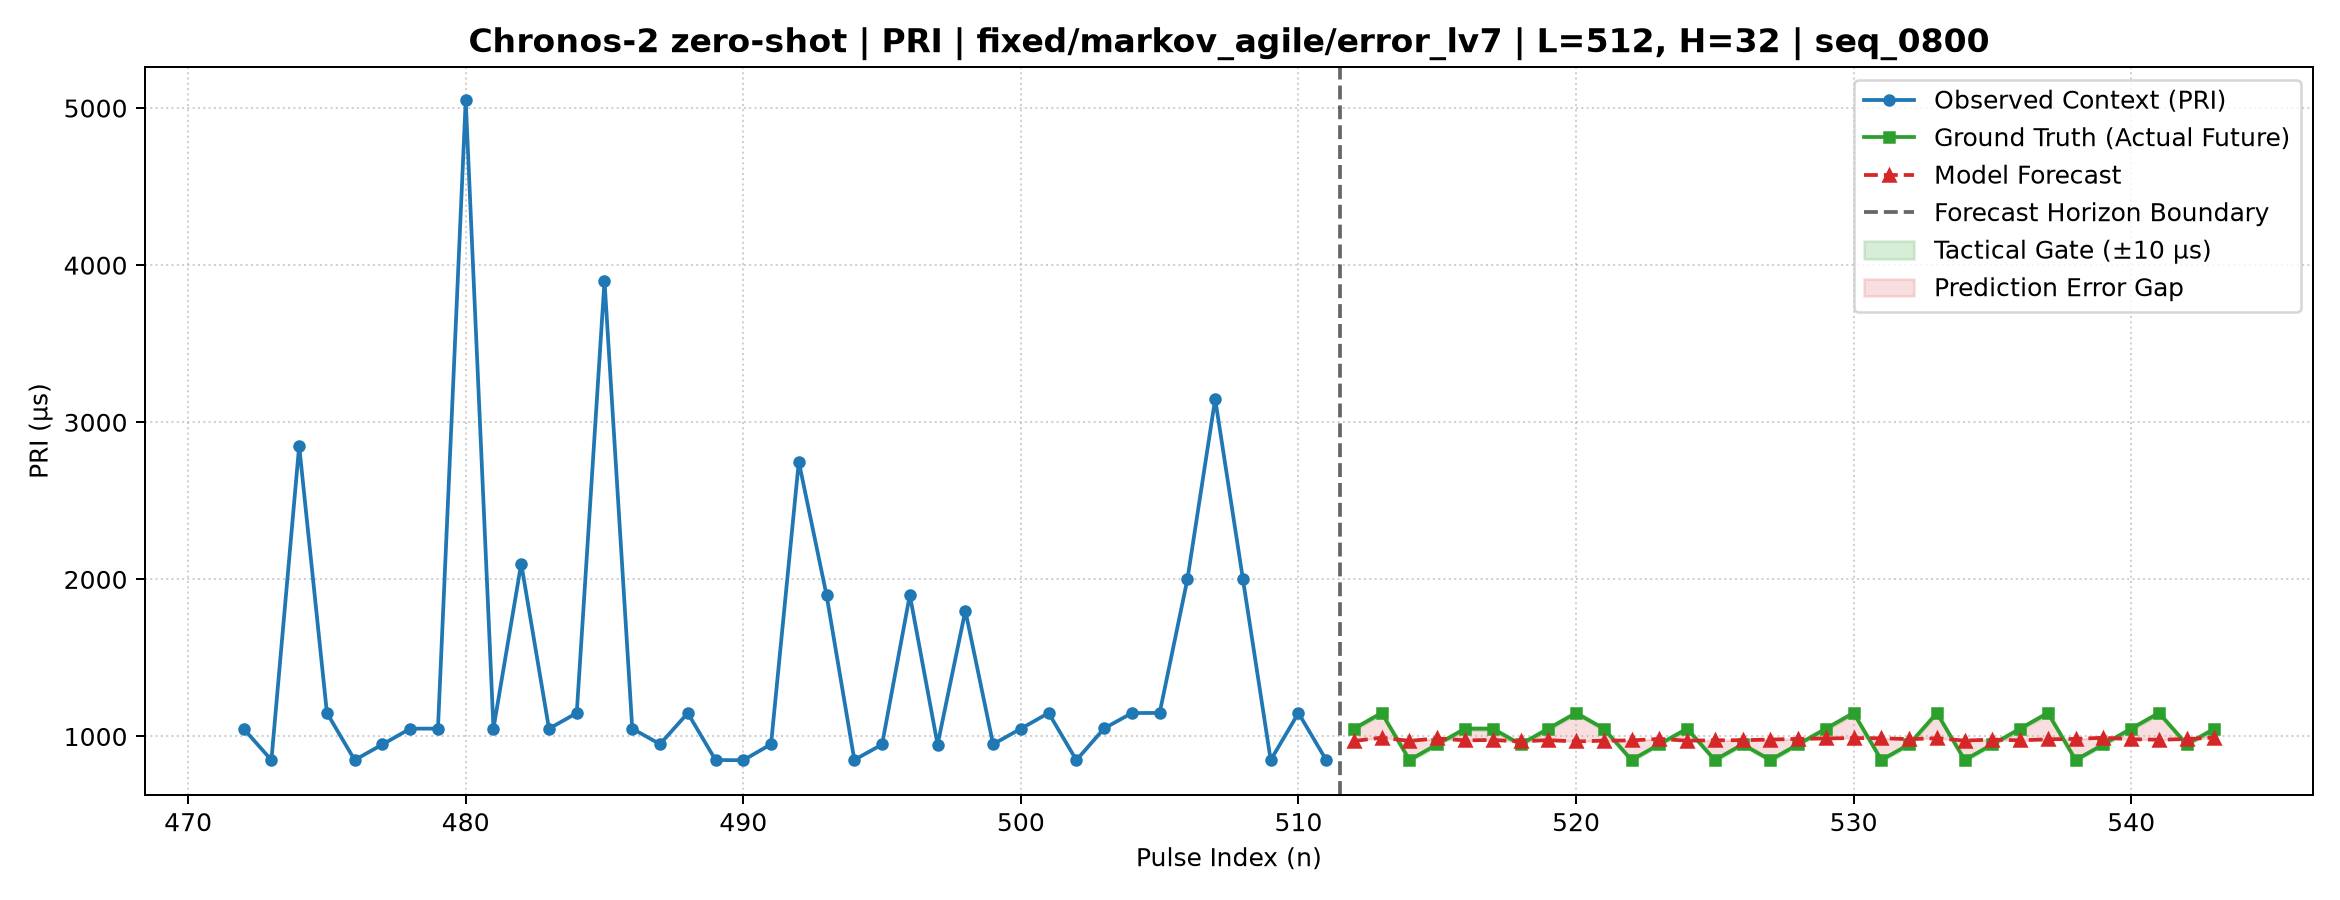 Chronos-2 zero-shot | PRI | fixed/markov_agile/error_lv7 | L=512, H=32 | seq_0800
Observed Context (PRI)
Ground Truth (Actual Future)
Model Forecast
Forecast Horizon Boundary
Tactical Gate (±10 μs)
Prediction Error Gap
PRI (μs)
5000
4000
3000
2000
1000
470 480 490 500 510 520 530 540
Pulse Index (n)